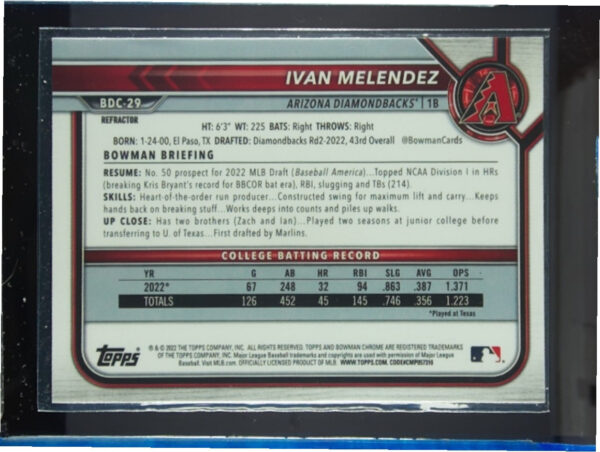 IVAN MELENDEZ
BDC-29
ARIZONA DIAMONDBACKS® | 1B
REFRACTOR
HT: 6'3" WT: 225 BATS: Right THROWS: Right
BORN: 1-24-00, El Paso, TX DRAFTED: Diamondbacks Rd2-2022, 43rd Overall @BowmanCards
BOWMAN BRIEFING
RESUME: No. 50 prospect for 2022 MLB Draft (Baseball America)...Topped NCAA Division I in HRs
(breaking Kris Bryant's record for BBCOR bat era), RBI, slugging and TBs (214).
SKILLS: Heart-of-the-order run producer...Constructed swing for maximum lift and carry...Keeps
hands back on breaking stuff...Works deeps into counts and piles up walks.
UP CLOSE: Has two brothers (Zach and Ian)...Played two seasons at junior college before
transferring to U. of Texas...First drafted by Marlins.
COLLEGE BATTING RECORD
YR G AB HR RBI SLG AVG OPS
2022* 67 248 32 94 .863 .387 1.371
TOTALS 126 452 45 145 .746 .356 1.223
*Played at Texas
Topps
® & © 2022 THE TOPPS COMPANY, INC. ALL RIGHTS RESERVED. TOPPS AND BOWMAN CHROME ARE REGISTERED TRADEMARKS
OF THE TOPPS COMPANY, INC. Major League Baseball trademarks and copyrights are used with permission of Major League
Baseball. Visit MLB.com. OFFICIALLY LICENSED PRODUCT OF MLB. WWW.TOPPS.COM. CODE#CMP057316